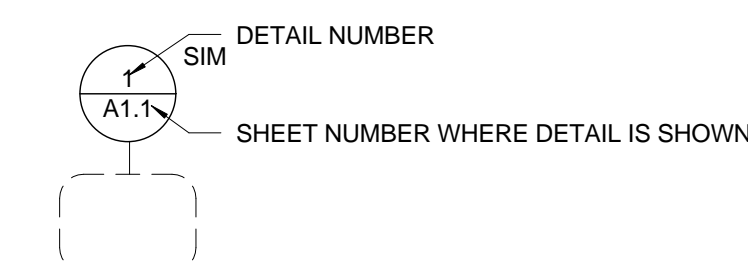 DETAIL NUMBER
SIM
1
A1.1
SHEET NUMBER WHERE DETAIL IS SHOWN